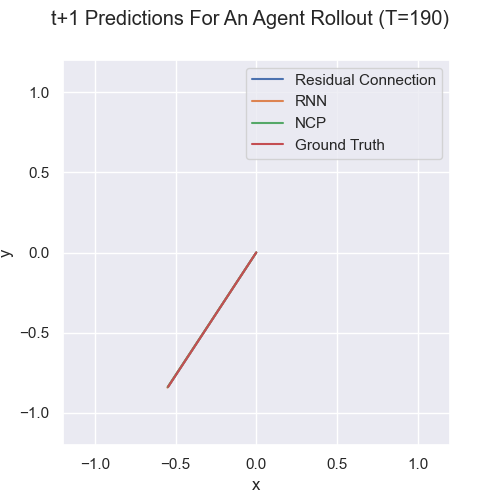 t+1 Predictions For An Agent Rollout (T=190)
Residual Connection
RNN
NCP
Ground Truth
1.0
0.5
0.0
−0.5
−1.0
y
−1.0 −0.5 0.0 0.5 1.0
x